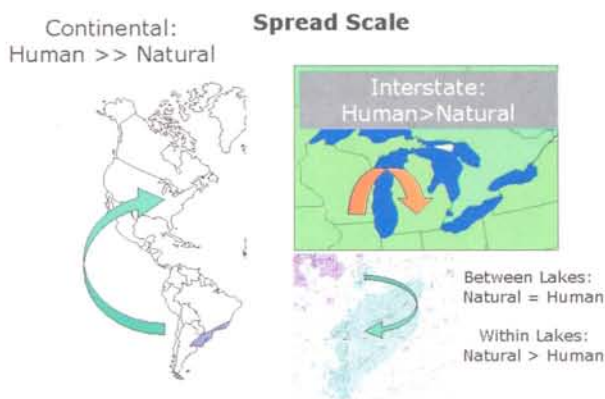 Spread Scale
Continental:
Human >> Natural
Interstate:
Human>Natural
Between Lakes:
Natural = Human
Within Lakes:
Natural > Human